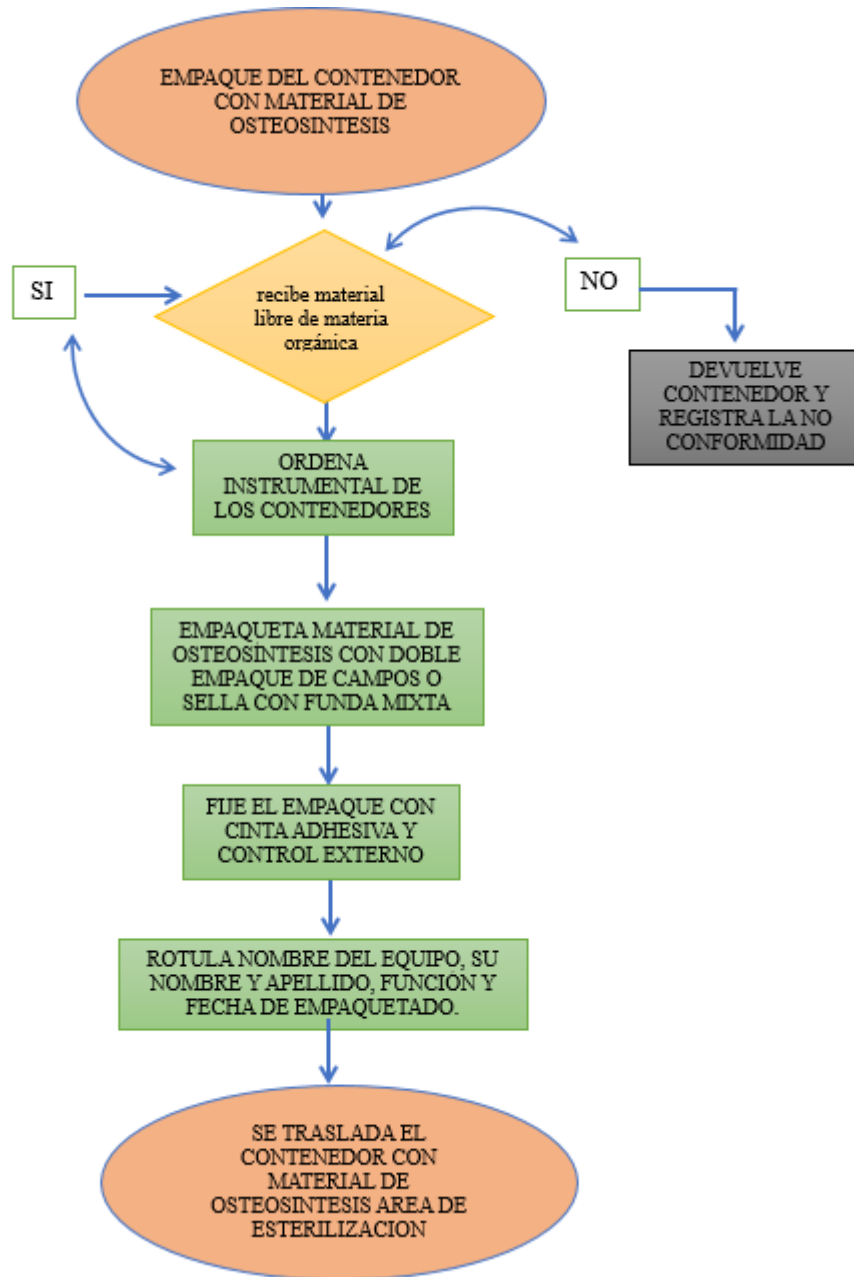 EMPAQUE DEL CONTENEDOR
CON MATERIAL DE
OSTEOSINTESIS
SI
recibe material
libre de materia
orgánica
NO
DEVUELVE
CONTENEDOR Y
REGISTRA LA NO
CONFORMIDAD
ORDENA
INSTRUMENTAL DE
LOS CONTENEDORES
EMPAQUETA MATERIAL DE
OSTEOSÍNTESIS CON DOBLE
EMPAQUE DE CAMPOS O
SELLA CON FUNDA MIXTA
FIJE EL EMPAQUE CON
CINTA ADHESIVA Y
CONTROL EXTERNO
ROTULA NOMBRE DEL EQUIPO, SU
NOMBRE Y APELLIDO, FUNCIÓN Y
FECHA DE EMPAQUETADO.
SE TRASLADA EL
CONTENEDOR CON
MATERIAL DE
OSTEOSINTESIS AREA DE
ESTERILIZACION